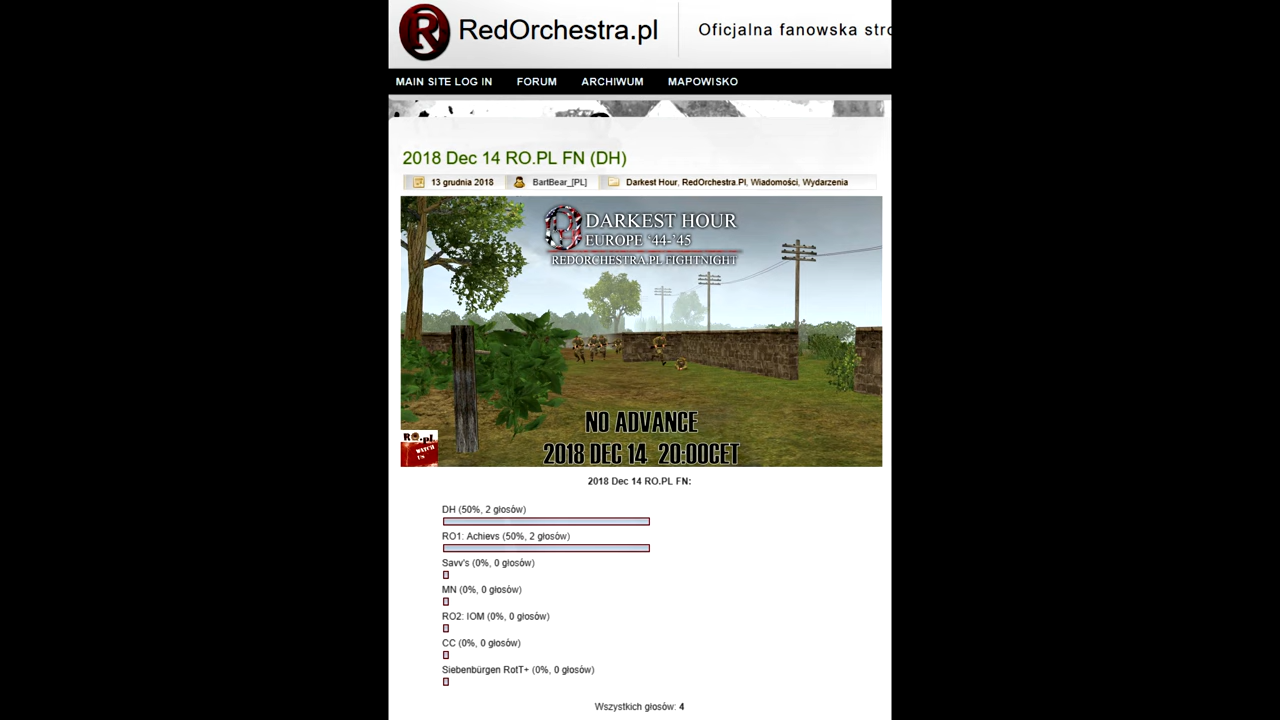 RedOrchestra.pl
Oficjalna fanowska stro
MAIN SITE LOG IN FORUM ARCHIWUM MAPOWISKO
2018 Dec 14 RO.PL FN (DH)
13 grudnia 2018 BartBear_[PL] Darkest Hour, RedOrchestra.Pl, Wiadomości, Wydarzenia
DARKEST HOUR
EUROPE '44-'45
REDORCHESTRA.PL FIGHTNIGHT
NO ADVANCE
2018 DEC 14 20:00CET
RO.pl
WATCH
US
2018 Dec 14 RO.PL FN:
DH (50%, 2 głosów)
RO1: Achievs (50%, 2 głosów)
Savv's (0%, 0 głosów)
MN (0%, 0 głosów)
RO2: IOM (0%, 0 głosów)
CC (0%, 0 głosów)
Siebenbürgen RotT+ (0%, 0 głosów)
Wszystkich głosów: 4